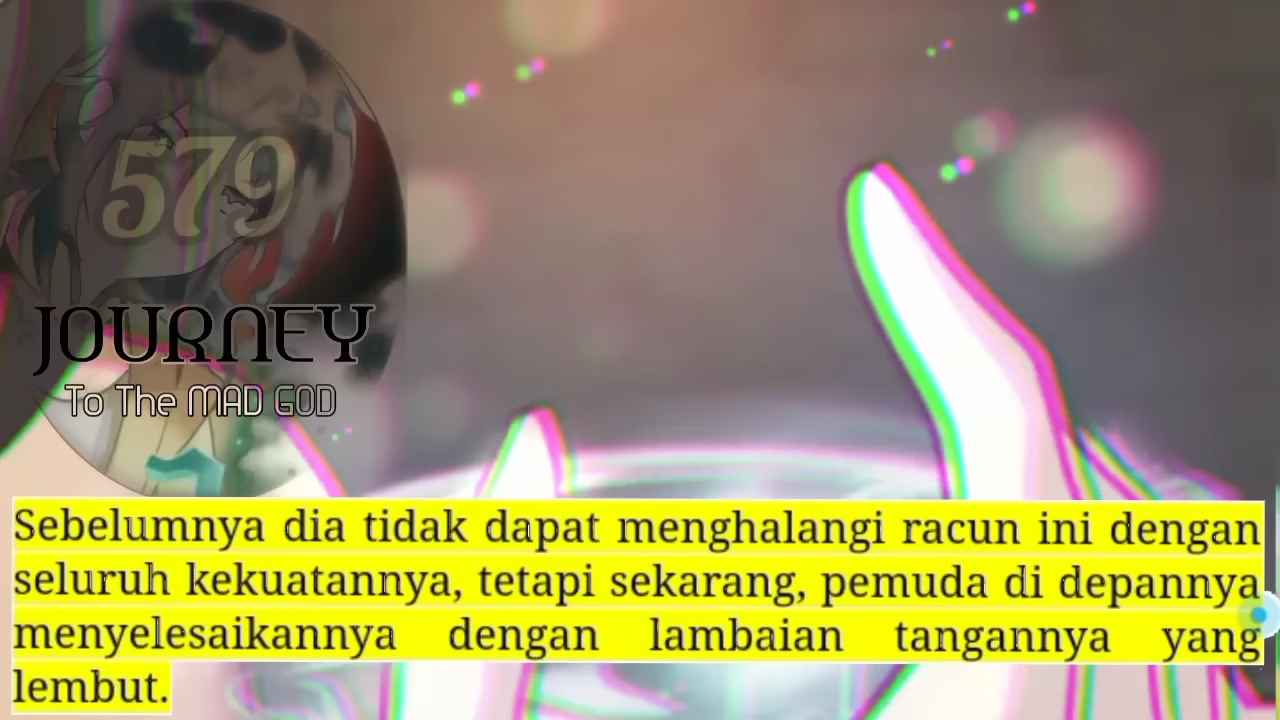 579
JOURNEY
To The MAD GOD
Sebelumnya dia tidak dapat menghalangi racun ini dengan
seluruh kekuatannya, tetapi sekarang, pemuda di depannya
menyelesaikannya dengan lambaian tangannya yang
lembut.